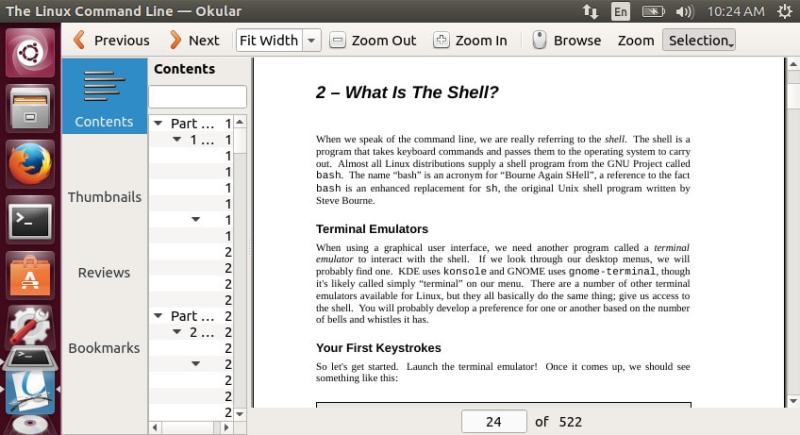 The Linux Command Line — Okular
En
10:24 AM
Previous
Next
Fit Width
Zoom Out
Zoom In
Browse
Zoom
Selection
Contents
Thumbnails
Reviews
Bookmarks
Contents
Part ... 1
1 ... 1
1
1
1
1
1
1
2
2
2
2
Part ... 2
2 ... 2
2
2
2
2
2
2 – What Is The Shell?
When we speak of the command line, we are really referring to the shell. The shell is a
program that takes keyboard commands and passes them to the operating system to carry
out. Almost all Linux distributions supply a shell program from the GNU Project called
bash. The name “bash” is an acronym for “Bourne Again SHell”, a reference to the fact
bash is an enhanced replacement for sh, the original Unix shell program written by
Steve Bourne.
Terminal Emulators
When using a graphical user interface, we need another program called a terminal
emulator to interact with the shell. If we look through our desktop menus, we will
probably find one. KDE uses konsole and GNOME uses gnome-terminal, though
it's likely called simply “terminal” on our menu. There are a number of other terminal
emulators available for Linux, but they all basically do the same thing; give us access to
the shell. You will probably develop a preference for one or another based on the number
of bells and whistles it has.
Your First Keystrokes
So let's get started. Launch the terminal emulator! Once it comes up, we should see
something like this:
24 of 522